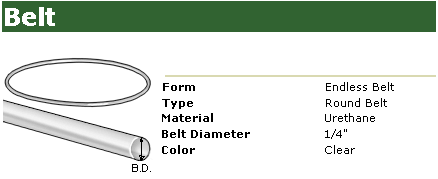 Belt
Form Endless Belt
Type Round Belt
Material Urethane
Belt Diameter 1/4"
Color Clear
B.D.